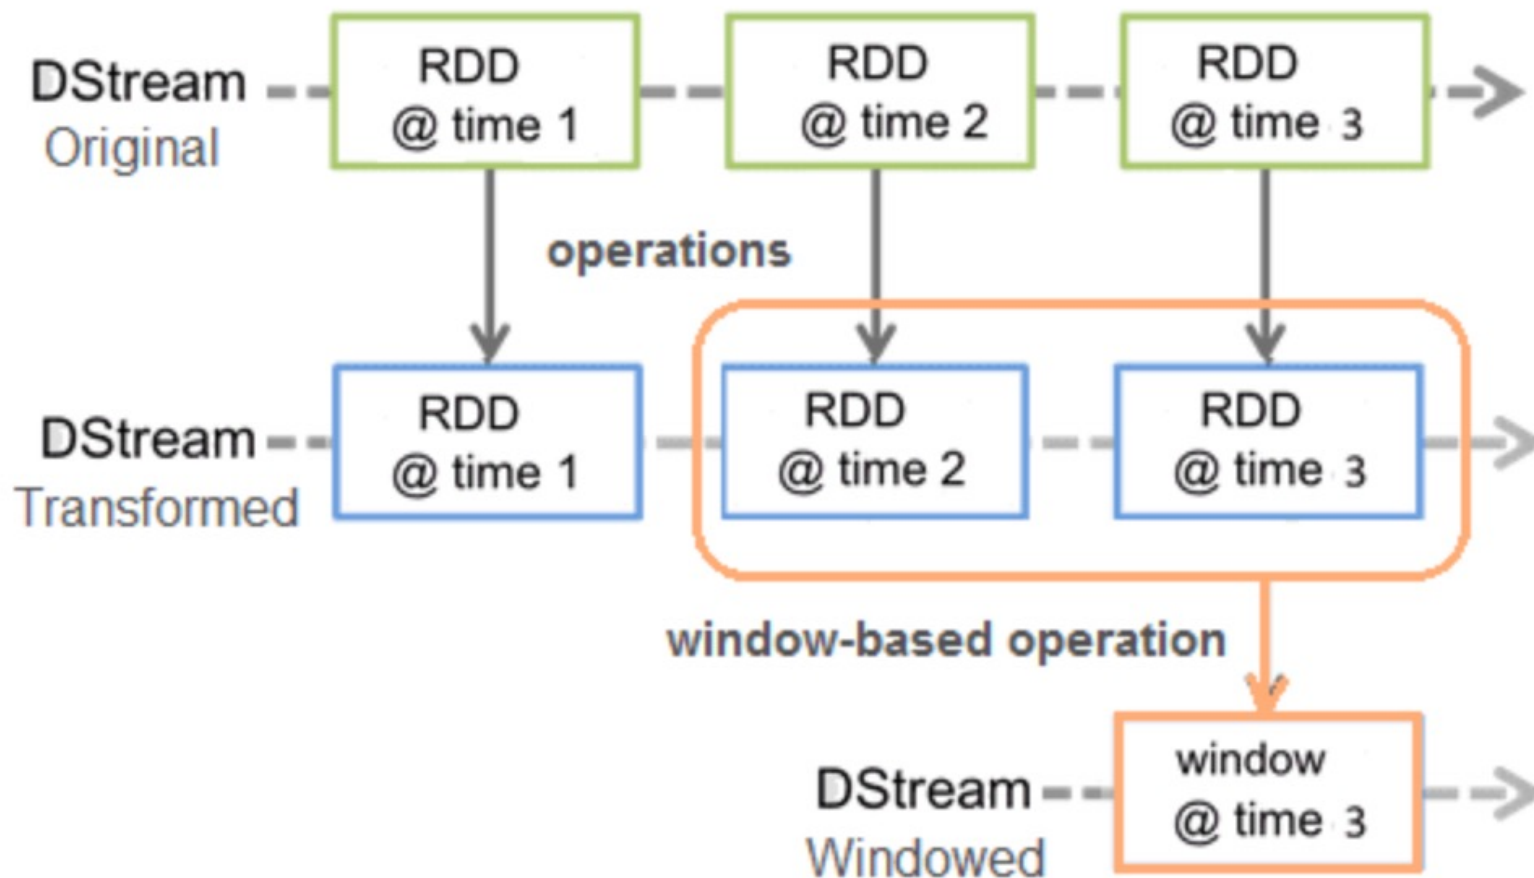 DStream
Original
RDD
@ time 1
RDD
@ time 2
RDD
@ time 3
operations
DStream
Transformed
RDD
@ time 1
RDD
@ time 2
RDD
@ time 3
window-based operation
DStream
Windowed
window
@ time 3